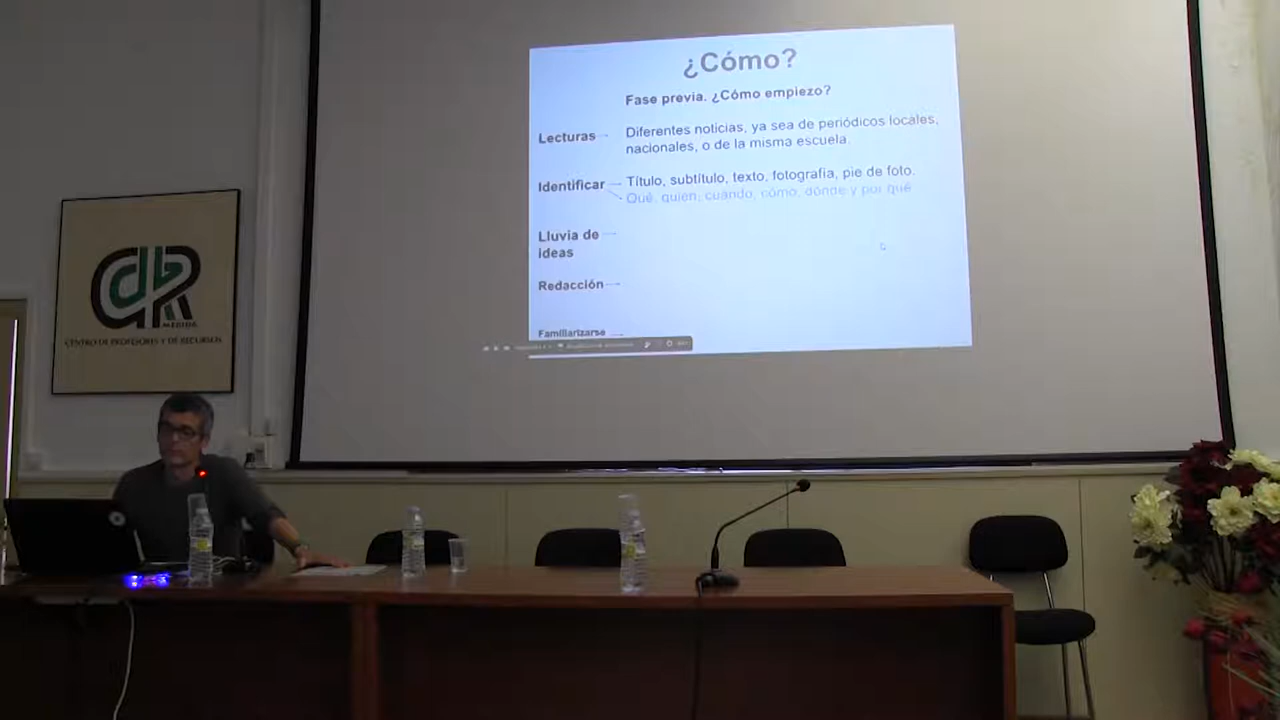 ¿Cómo?
Fase previa. ¿Cómo empiezo?
Lecturas
Diferentes noticias, ya sea de periódicos locales,
nacionales, o de la misma escuela.
Identificar
Título, subtítulo, texto, fotografía, pie de foto.
Qué, quien, cuándo, cómo, dónde y por qué
Lluvia de
ideas
Redacción
Familiarizarse
MÉRIDA
CENTRO DE PROFESORES Y DE RECURSOS